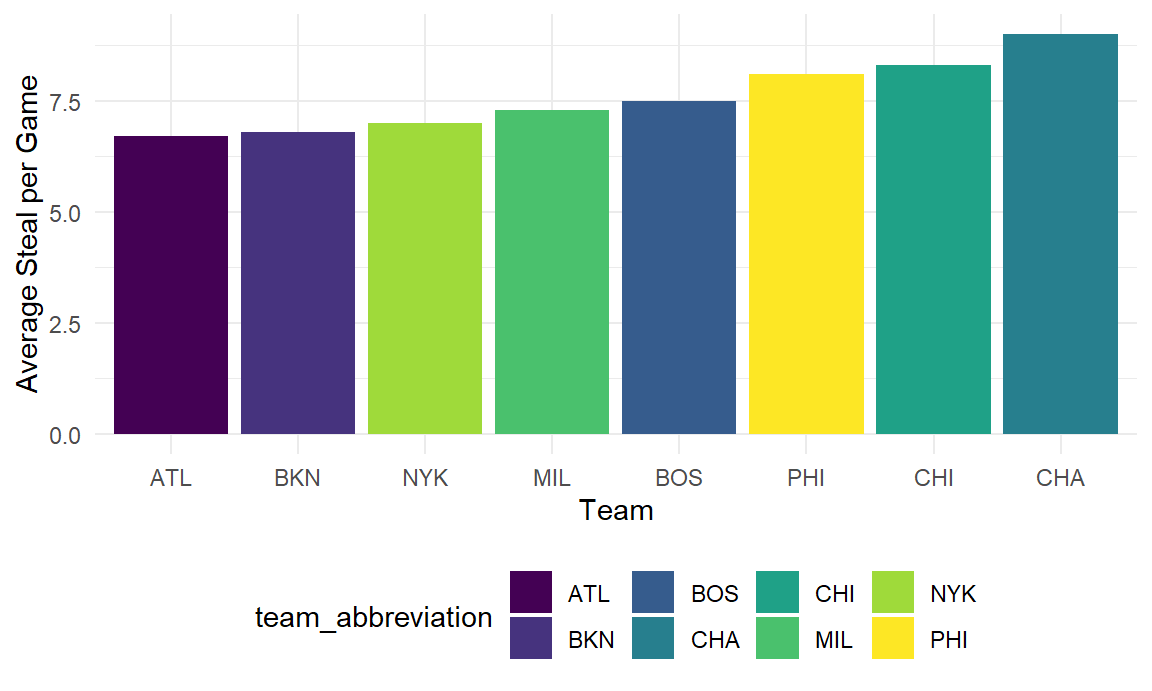 Average Steal per Game
7.5
5.0
2.5
0.0
ATL BKN NYK MIL BOS PHI CHI CHA
Team
team_abbreviation
ATL BOS CHI NYK
BKN CHA MIL PHI